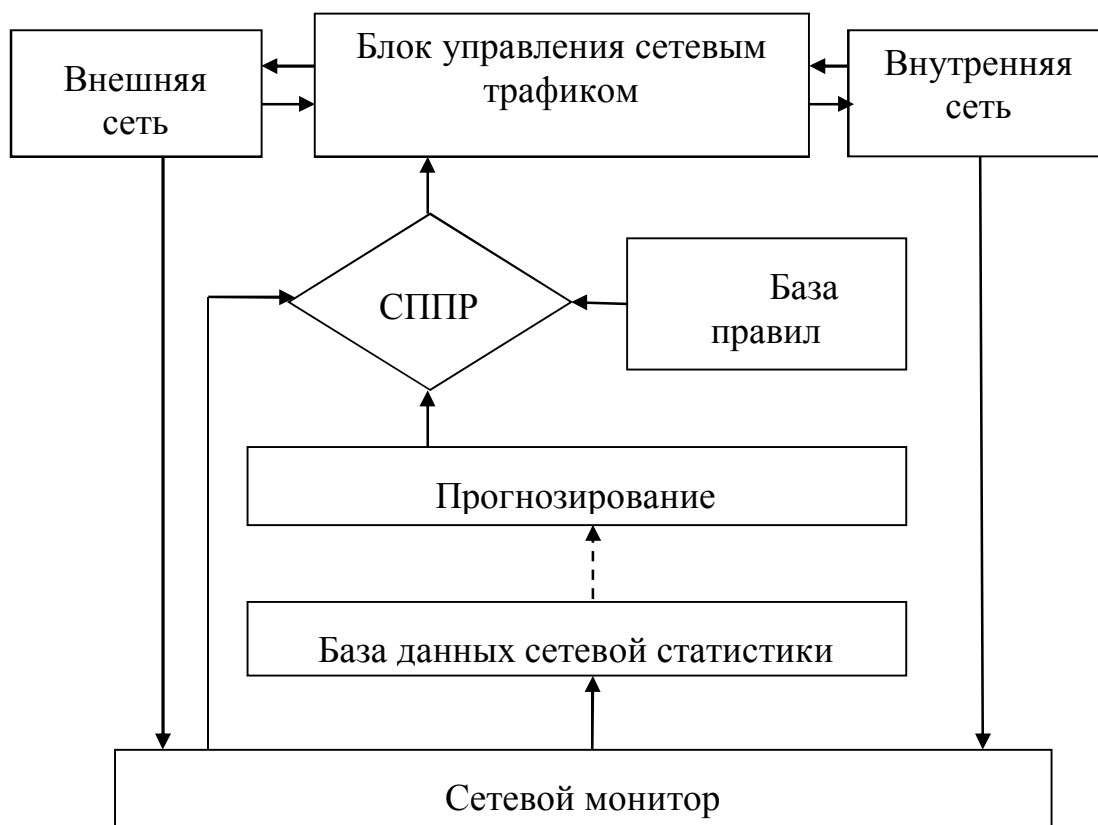 Внешняя
сеть
Блок управления сетевым
трафиком
Внутренняя
сеть
СППР
База
правил
Прогнозирование
База данных сетевой статистики
Сетевой монитор